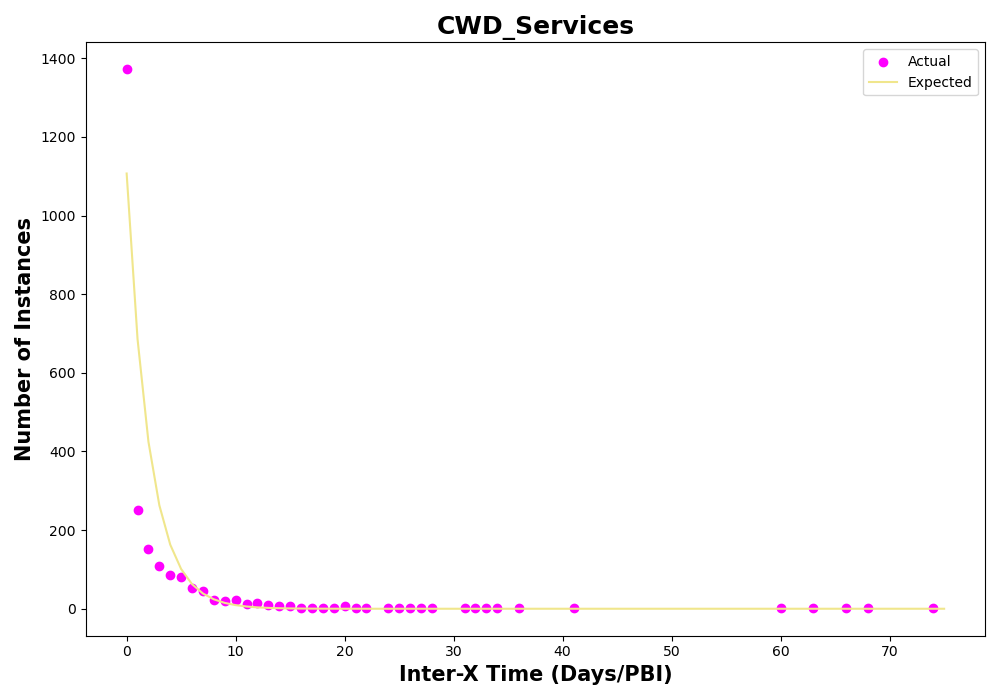 CWD_Services
Actual
Expected
Number of Instances
1400
1200
1000
800
600
400
200
0
0 10 20 30 40 50 60 70
Inter-X Time (Days/PBI)